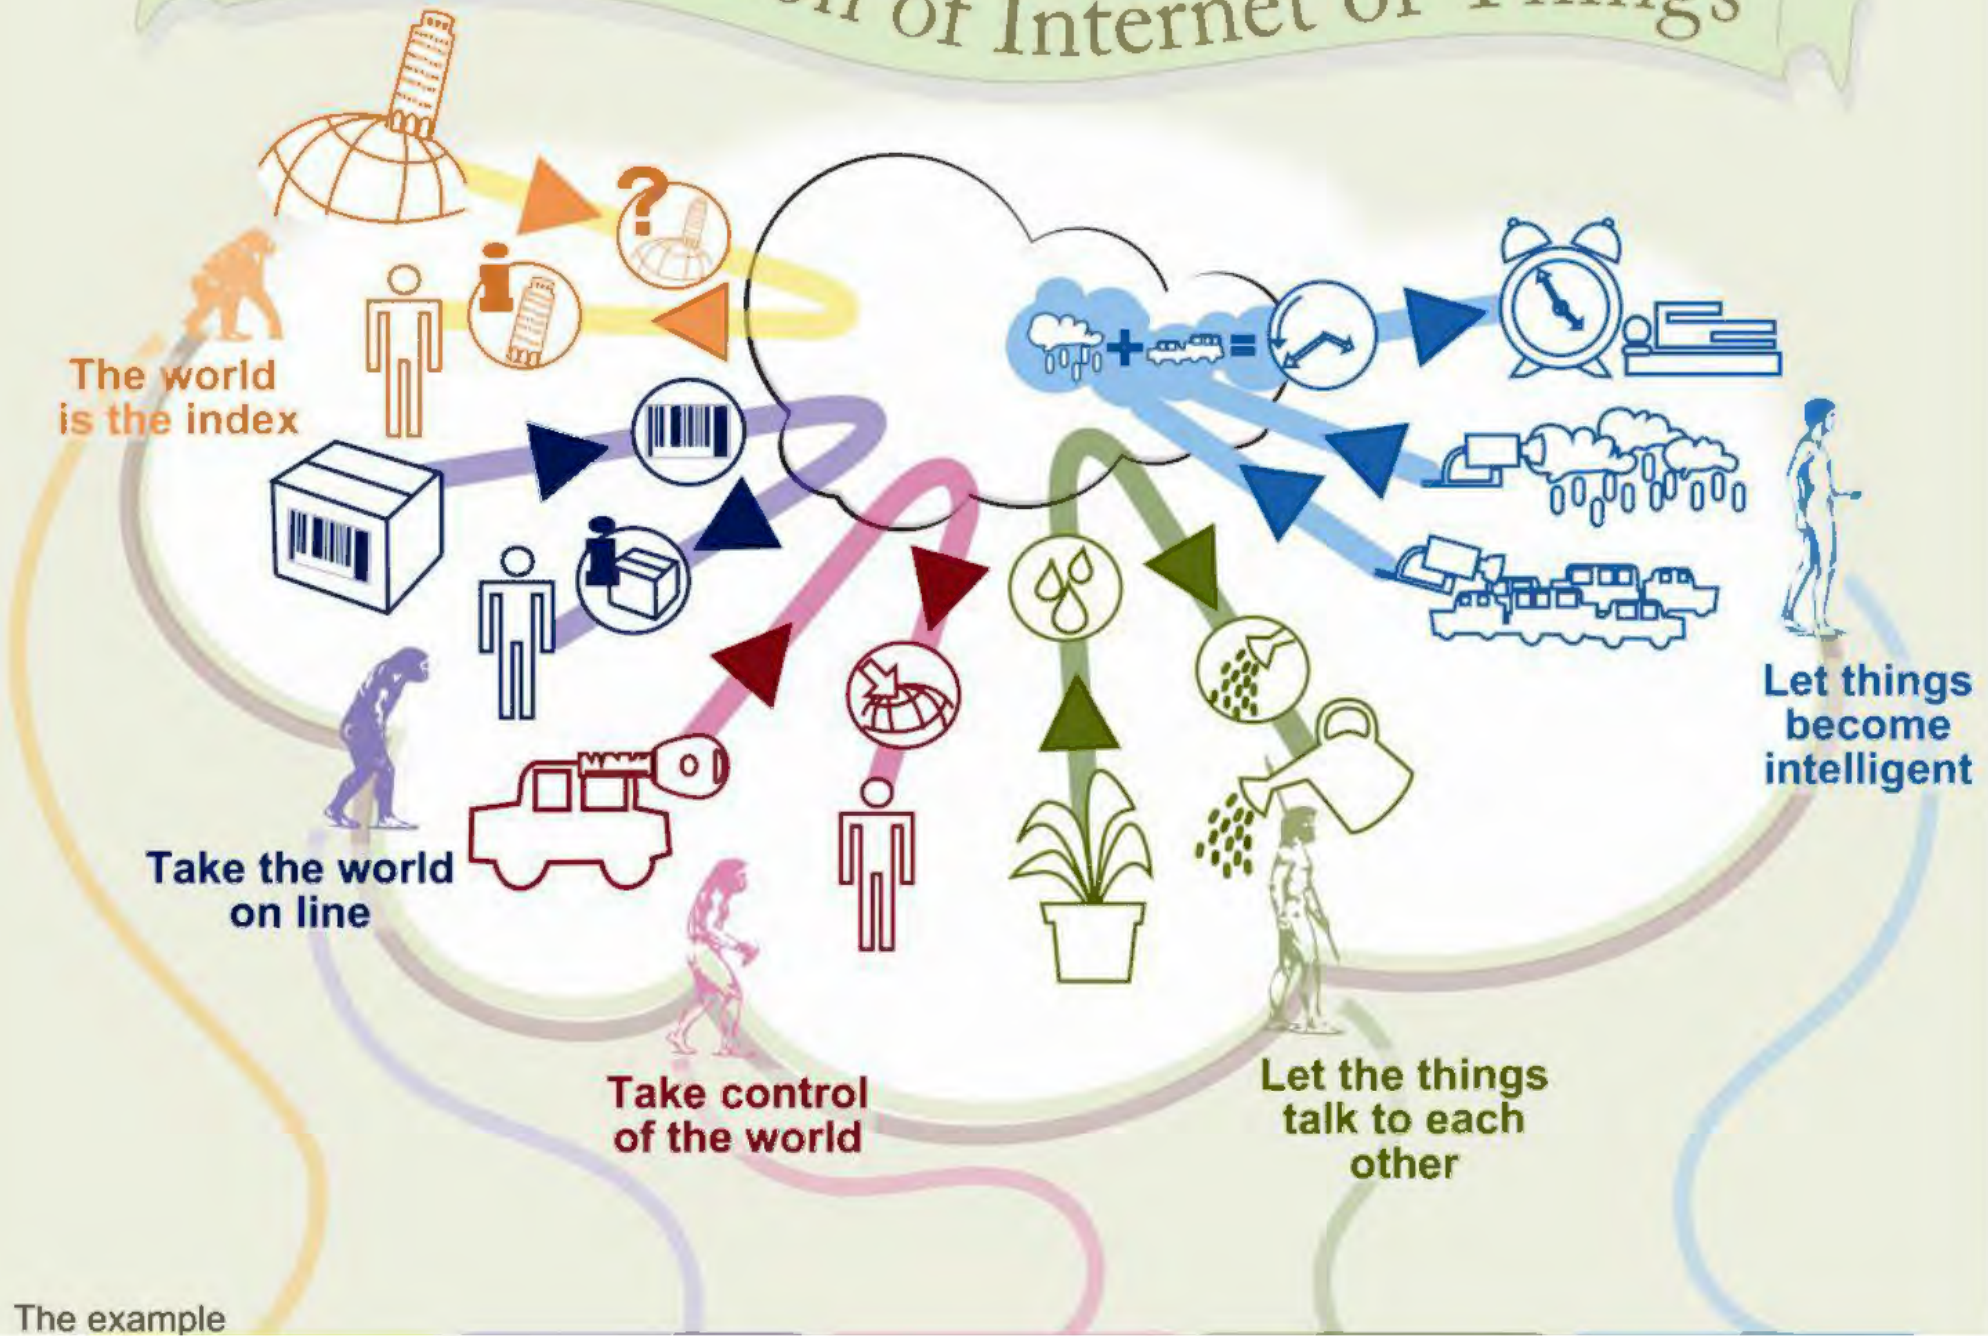 of Internet of Things
The world
is the index
Take the world
on line
Take control
of the world
Let the things
talk to each
other
Let things
become
intelligent
The example